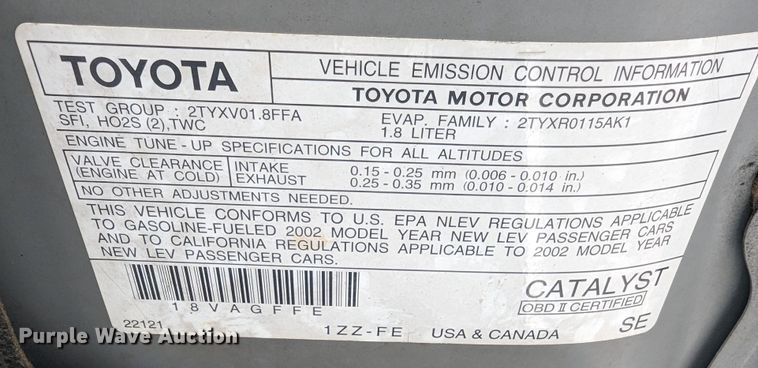 TOYOTA
VEHICLE EMISSION CONTROL INFORMATION
TOYOTA MOTOR CORPORATION
TEST GROUP : 2TYXV01.8FFA
EVAP. FAMILY : 2TYXR0115AK1
SFI, HO2S (2),TWC
1.8 LITER
ENGINE TUNE - UP SPECIFICATIONS FOR ALL ALTITUDES
VALVE CLEARANCE
(ENGINE AT COLD)
INTAKE 0.15 - 0.25 mm (0.006 - 0.010 in.)
EXHAUST 0.25 - 0.35 mm (0.010 - 0.014 in.)
NO OTHER ADJUSTMENTS NEEDED.
THIS VEHICLE CONFORMS TO U.S. EPA NLEV REGULATIONS APPLICABLE
TO GASOLINE-FUELED 2002 MODEL YEAR NEW LEV PASSENGER CARS
AND TO CALIFORNIA REGULATIONS APPLICABLE TO 2002 MODEL YEAR
NEW LEV PASSENGER CARS.
18VAGFFE
CATALYST
OBD II CERTIFIED
22121
1ZZ-FE
USA & CANADA
SE
Purple Wave Auction